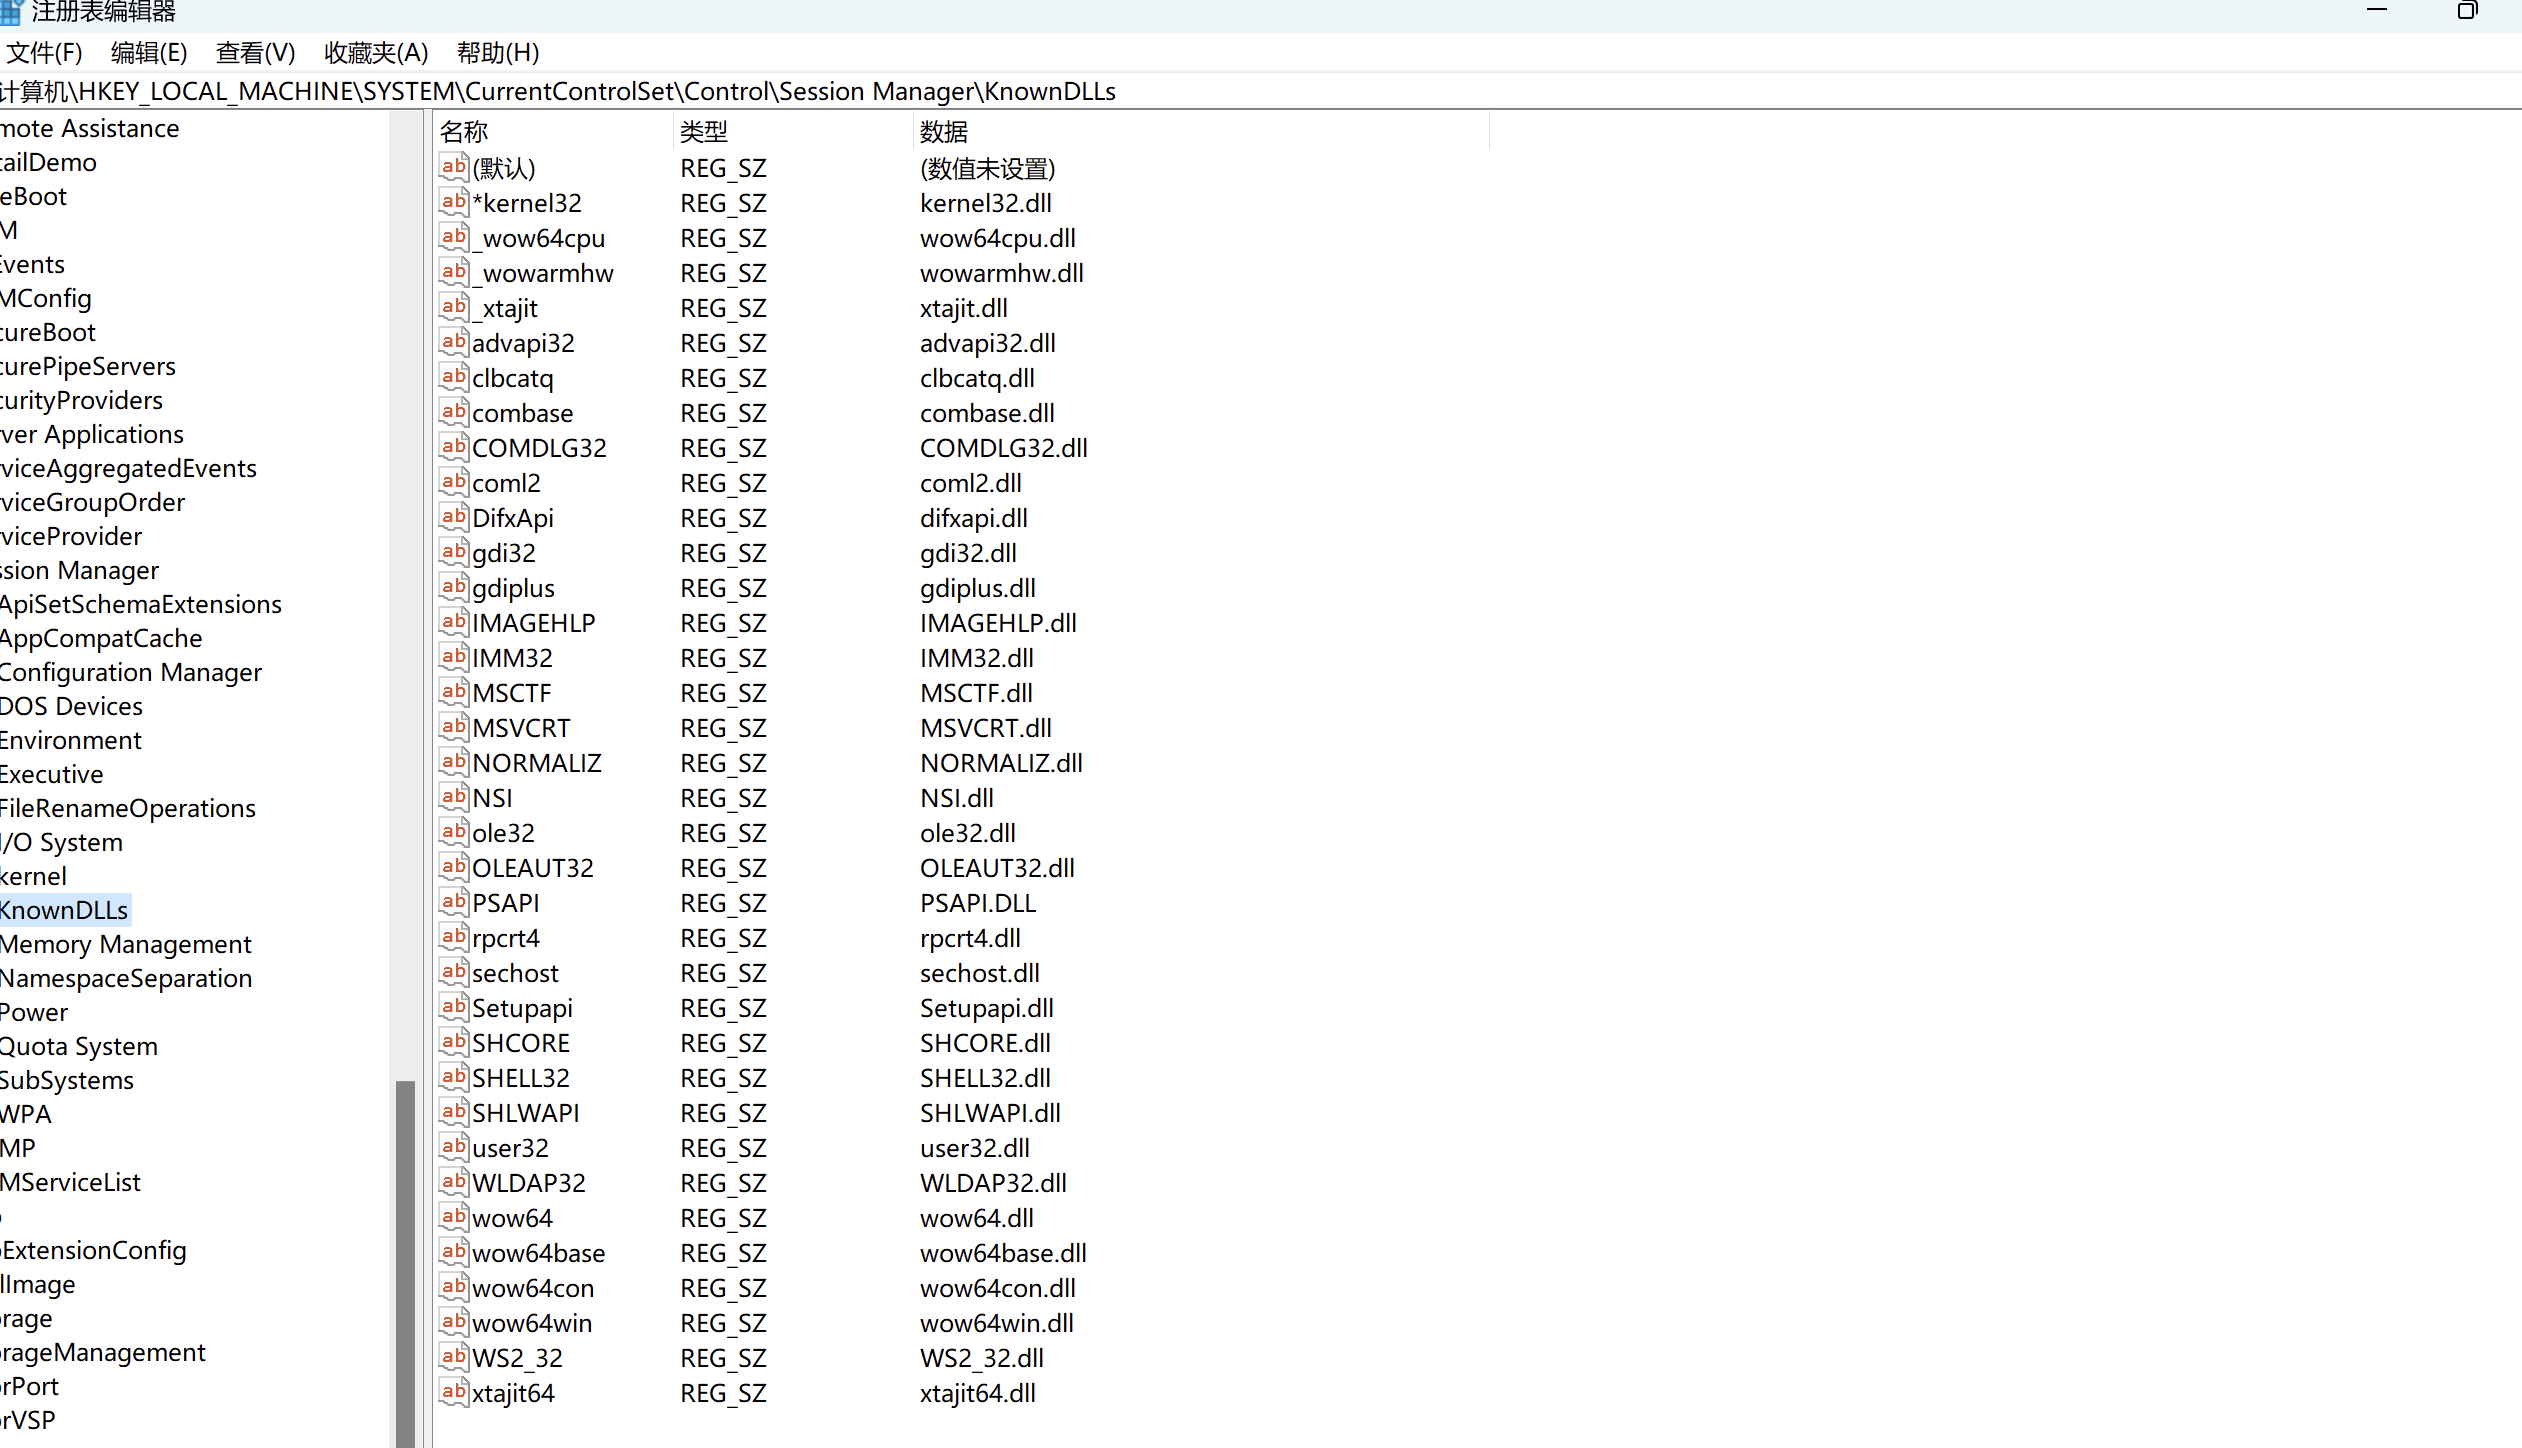 注册表编辑器
文件(F) 编辑(E) 查看(V) 收藏夹(A) 帮助(H)
计算机\HKEY_LOCAL_MACHINE\SYSTEM\CurrentControlSet\Control\Session Manager\KnownDLLs
mote Assistance
tailDemo
eBoot
M
Events
MConfig
cureBoot
curePipeServers
curityProviders
rver Applications
rviceAggregatedEvents
rviceGroupOrder
rviceProvider
ssion Manager
ApiSetSchemaExtensions
AppCompatCache
Configuration Manager
DOS Devices
Environment
Executive
FileRenameOperations
I/O System
kernel
KnownDLLs
Memory Management
NamespaceSeparation
Power
Quota System
SubSystems
WPA
MP
MServiceList
ExtensionConfig
llImage
rage
rageManagement
rPort
rVSP
名称 类型 数据
(默认) REG_SZ (数值未设置)
*kernel32 REG_SZ kernel32.dll
_wow64cpu REG_SZ wow64cpu.dll
_wowarmhw REG_SZ wowarmhw.dll
_xtajit REG_SZ xtajit.dll
advapi32 REG_SZ advapi32.dll
clbcatq REG_SZ clbcatq.dll
combase REG_SZ combase.dll
COMDLG32 REG_SZ COMDLG32.dll
coml2 REG_SZ coml2.dll
DifxApi REG_SZ difxapi.dll
gdi32 REG_SZ gdi32.dll
gdiplus REG_SZ gdiplus.dll
IMAGEHLP REG_SZ IMAGEHLP.dll
IMM32 REG_SZ IMM32.dll
MSCTF REG_SZ MSCTF.dll
MSVCRT REG_SZ MSVCRT.dll
NORMALIZ REG_SZ NORMALIZ.dll
NSI REG_SZ NSI.dll
ole32 REG_SZ ole32.dll
OLEAUT32 REG_SZ OLEAUT32.dll
PSAPI REG_SZ PSAPI.DLL
rpcrt4 REG_SZ rpcrt4.dll
sechost REG_SZ sechost.dll
Setupapi REG_SZ Setupapi.dll
SHCORE REG_SZ SHCORE.dll
SHELL32 REG_SZ SHELL32.dll
SHLWAPI REG_SZ SHLWAPI.dll
user32 REG_SZ user32.dll
WLDAP32 REG_SZ WLDAP32.dll
wow64 REG_SZ wow64.dll
wow64base REG_SZ wow64base.dll
wow64con REG_SZ wow64con.dll
wow64win REG_SZ wow64win.dll
WS2_32 REG_SZ WS2_32.dll
xtajit64 REG_SZ xtajit64.dll